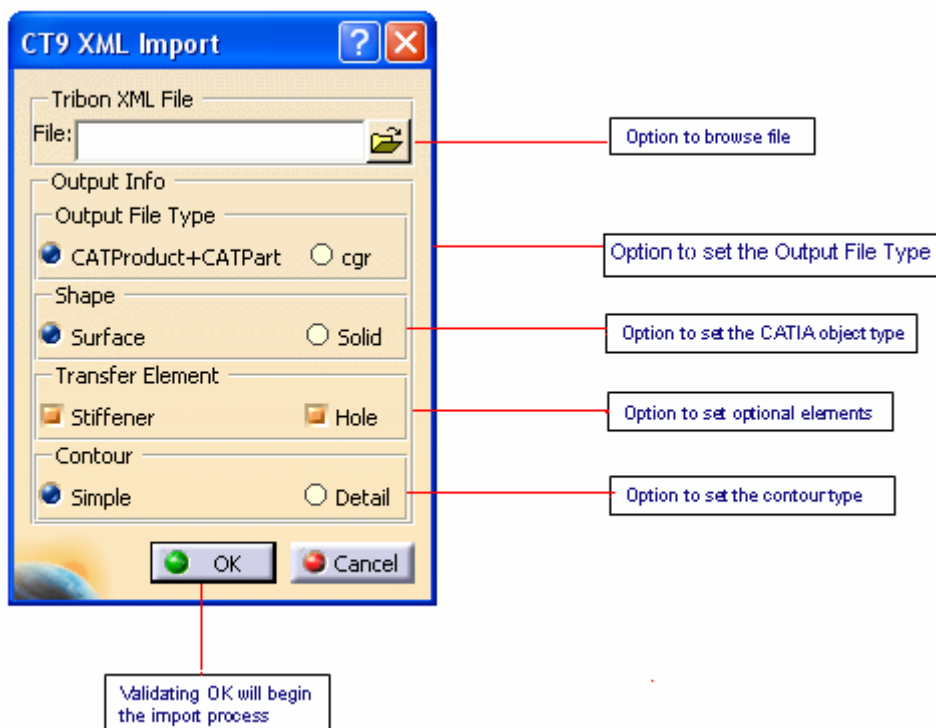 CT9 XML Import
Tribon XML File
File:
Option to browse file
Output Info
Output File Type
CATProduct+CATPart cgr
Option to set the Output File Type
Shape
Surface Solid
Option to set the CATIA object type
Transfer Element
Stiffener Hole
Option to set optional elements
Contour
Simple Detail
Option to set the contour type
OK Cancel
Validating OK will begin
the import process